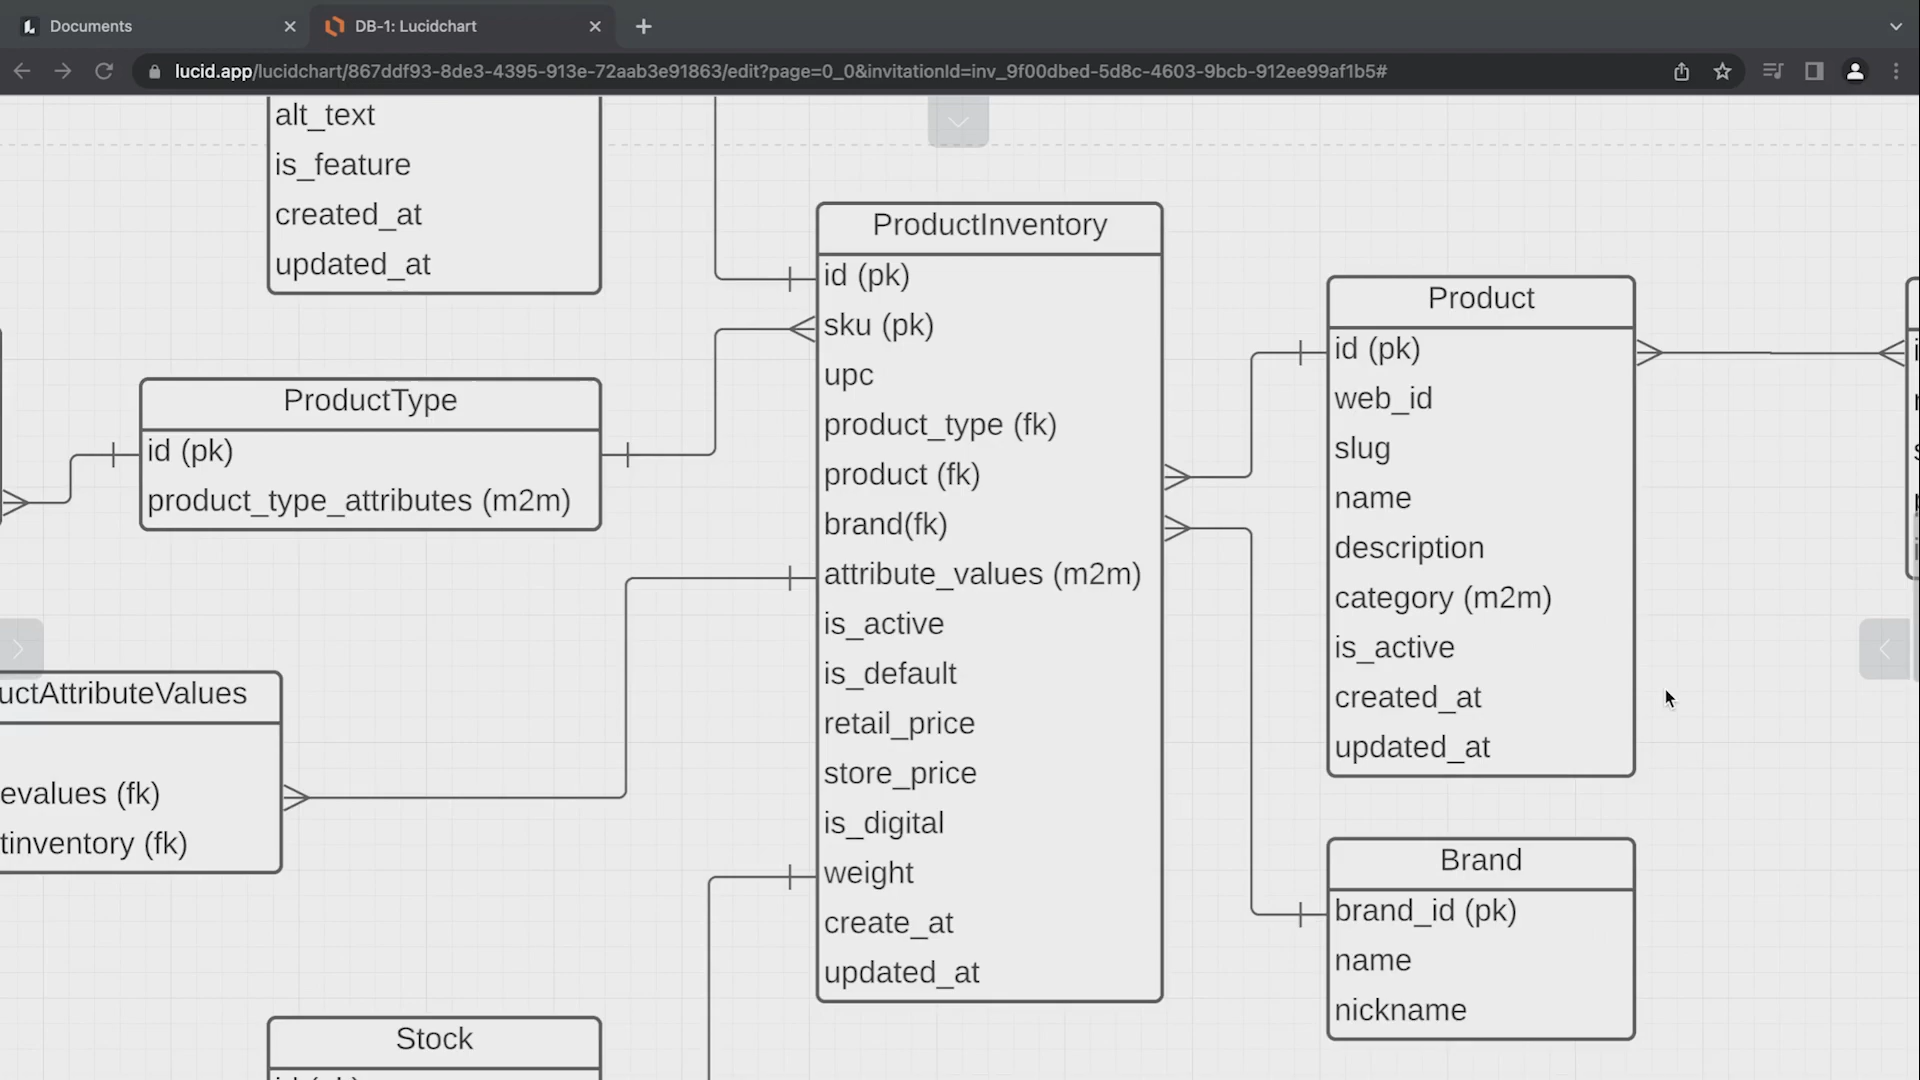 Documents
DB-1: Lucidchart
lucid.app/lucidchart/867ddf93-8de3-4395-913e-72aab3e91863/edit?page=0_0&invitationId=inv_9f00dbed-5d8c-4603-9bcb-912ee99af1b5#
alt_text
is_feature
created_at
updated_at
ProductType
id (pk)
product_type_attributes (m2m)
uctAttributeValues
evalues (fk)
tinventory (fk)
Stock
ProductInventory
id (pk)
sku (pk)
upc
product_type (fk)
product (fk)
brand(fk)
attribute_values (m2m)
is_active
is_default
retail_price
store_price
is_digital
weight
create_at
updated_at
Product
id (pk)
web_id
slug
name
description
category (m2m)
is_active
created_at
updated_at
Brand
brand_id (pk)
name
nickname